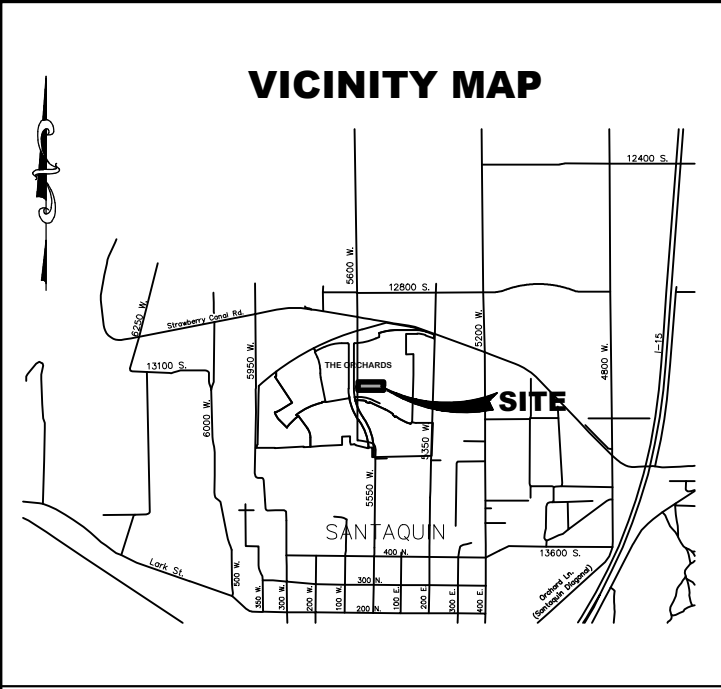 VICINITY MAP
12400 S.
5600 W.
12800 S.
6250 W.
Strawberry Canal Rd.
5200 W.
I-15
13100 S.
5950 W.
THE ORCHARDS
4800 W.
SITE
6000 W.
5350 W.
5550 W.
SANTAQUIN
400 N.
13600 S.
Lark St.
500 W.
300 N.
Orchard Ln.
(Santaquin Diagonal)
350 W.
300 W.
200 W.
100 W.
100 E.
200 E.
300 E.
400 E.
200 N.